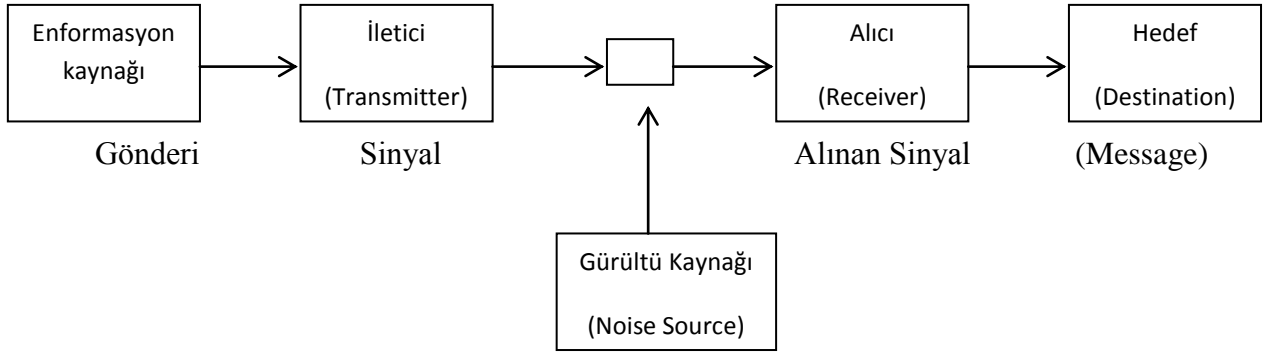 Enformasyon
kaynağı
İletici
(Transmitter)
Alıcı
(Receiver)
Hedef
(Destination)
Gönderi
Sinyal
Alınan Sinyal
(Message)
Gürültü Kaynağı
(Noise Source)